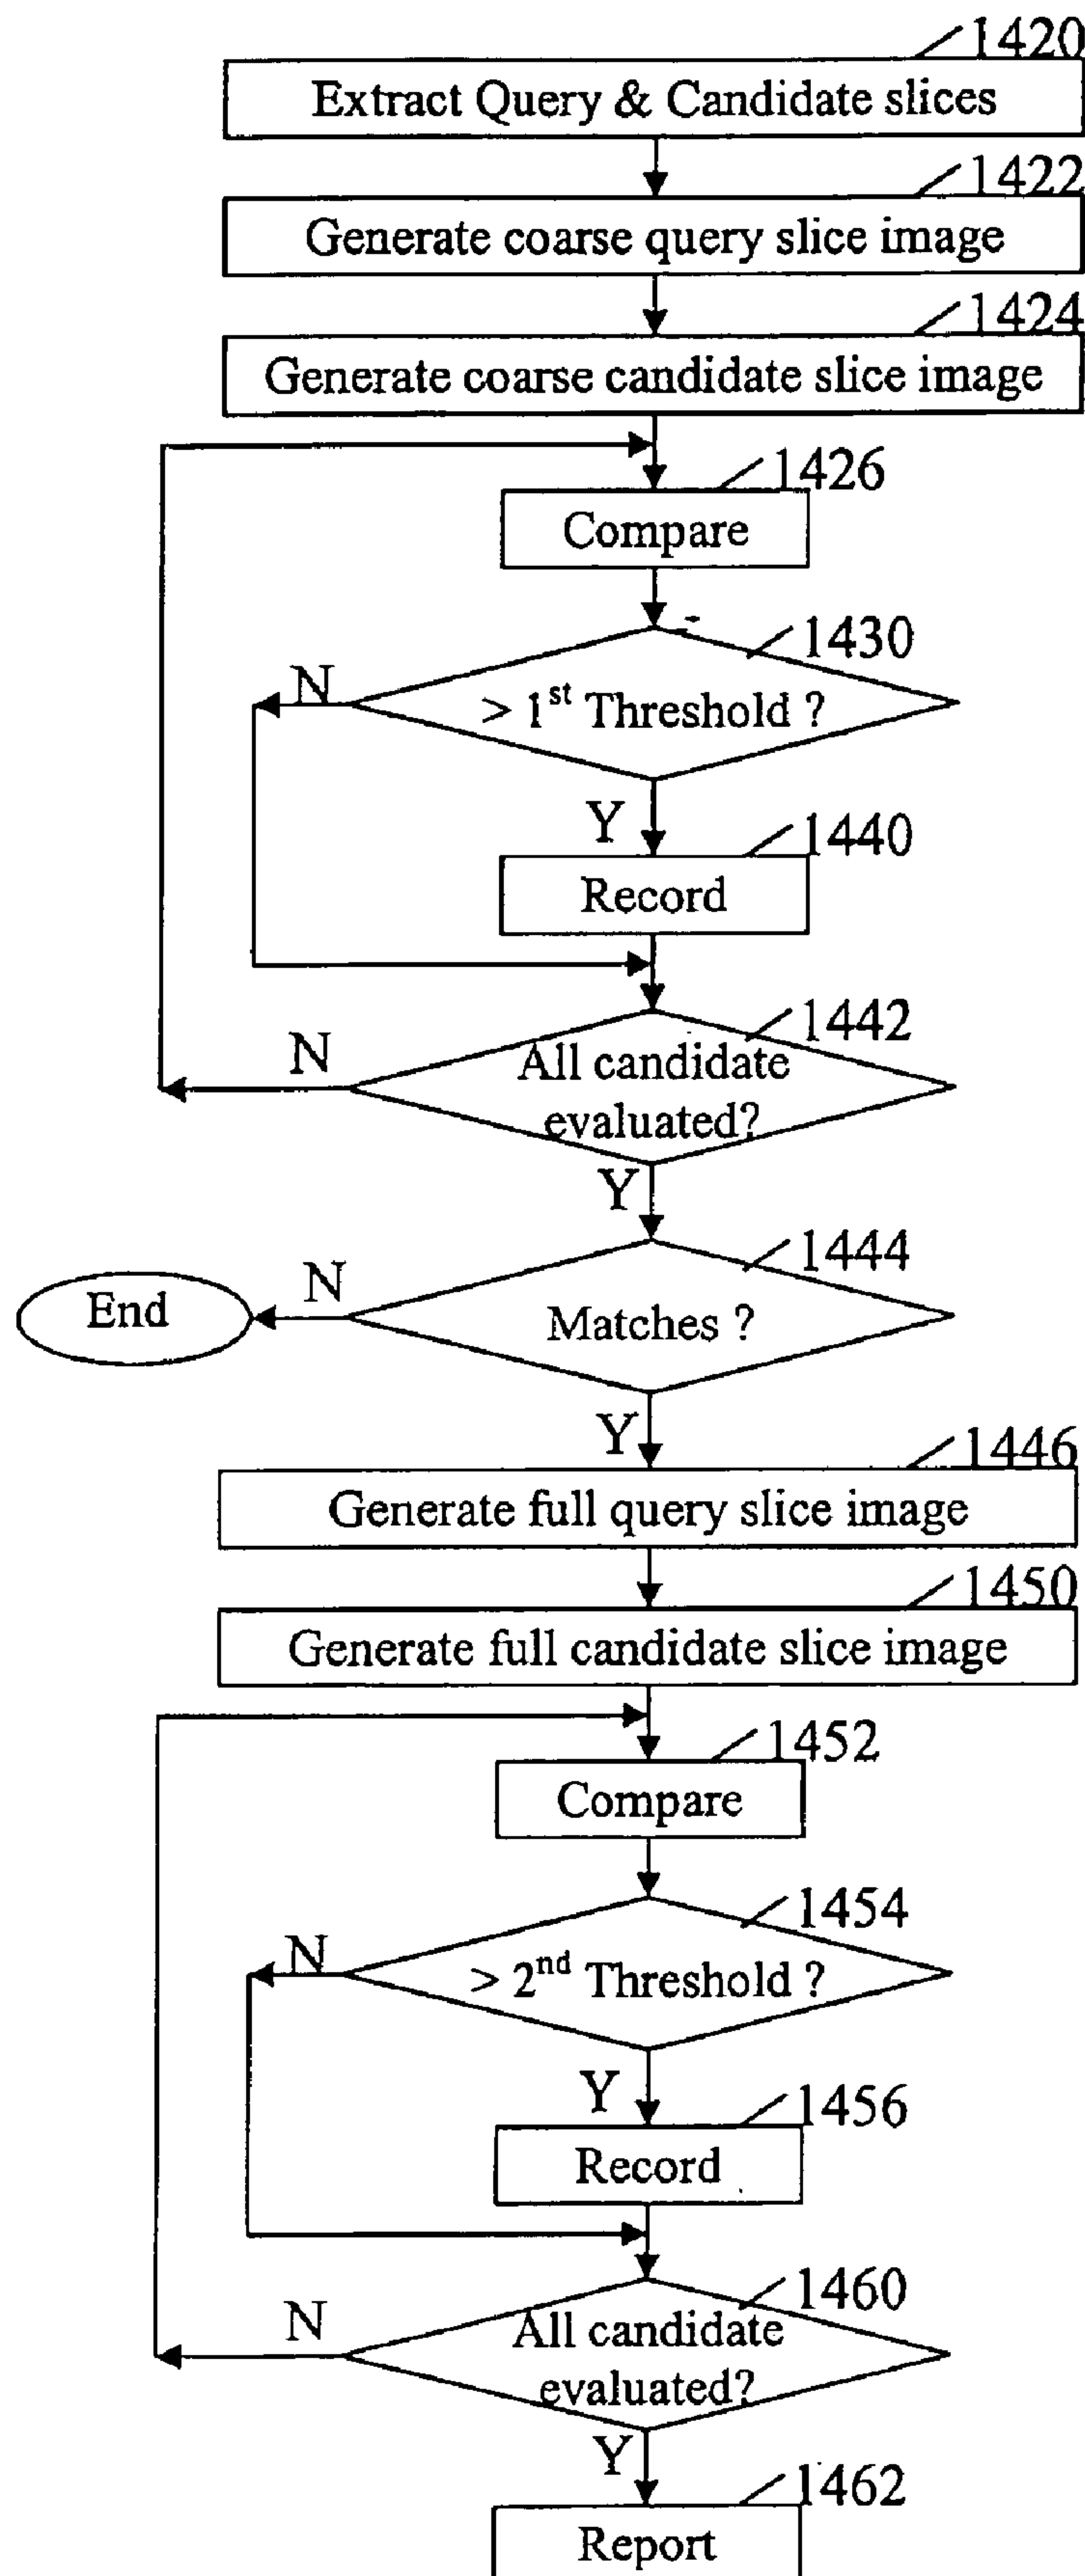 1420
Extract Query & Candidate slices
1422
Generate coarse query slice image
1424
Generate coarse candidate slice image
1426
Compare
1430
N
> 1st Threshold ?
Y
1440
Record
1442
N
All candidate
evaluated?
Y
1444
End
N
Matches ?
Y
1446
Generate full query slice image
1450
Generate full candidate slice image
1452
Compare
1454
N
> 2nd Threshold ?
Y
1456
Record
1460
N
All candidate
evaluated?
Y
1462
Report